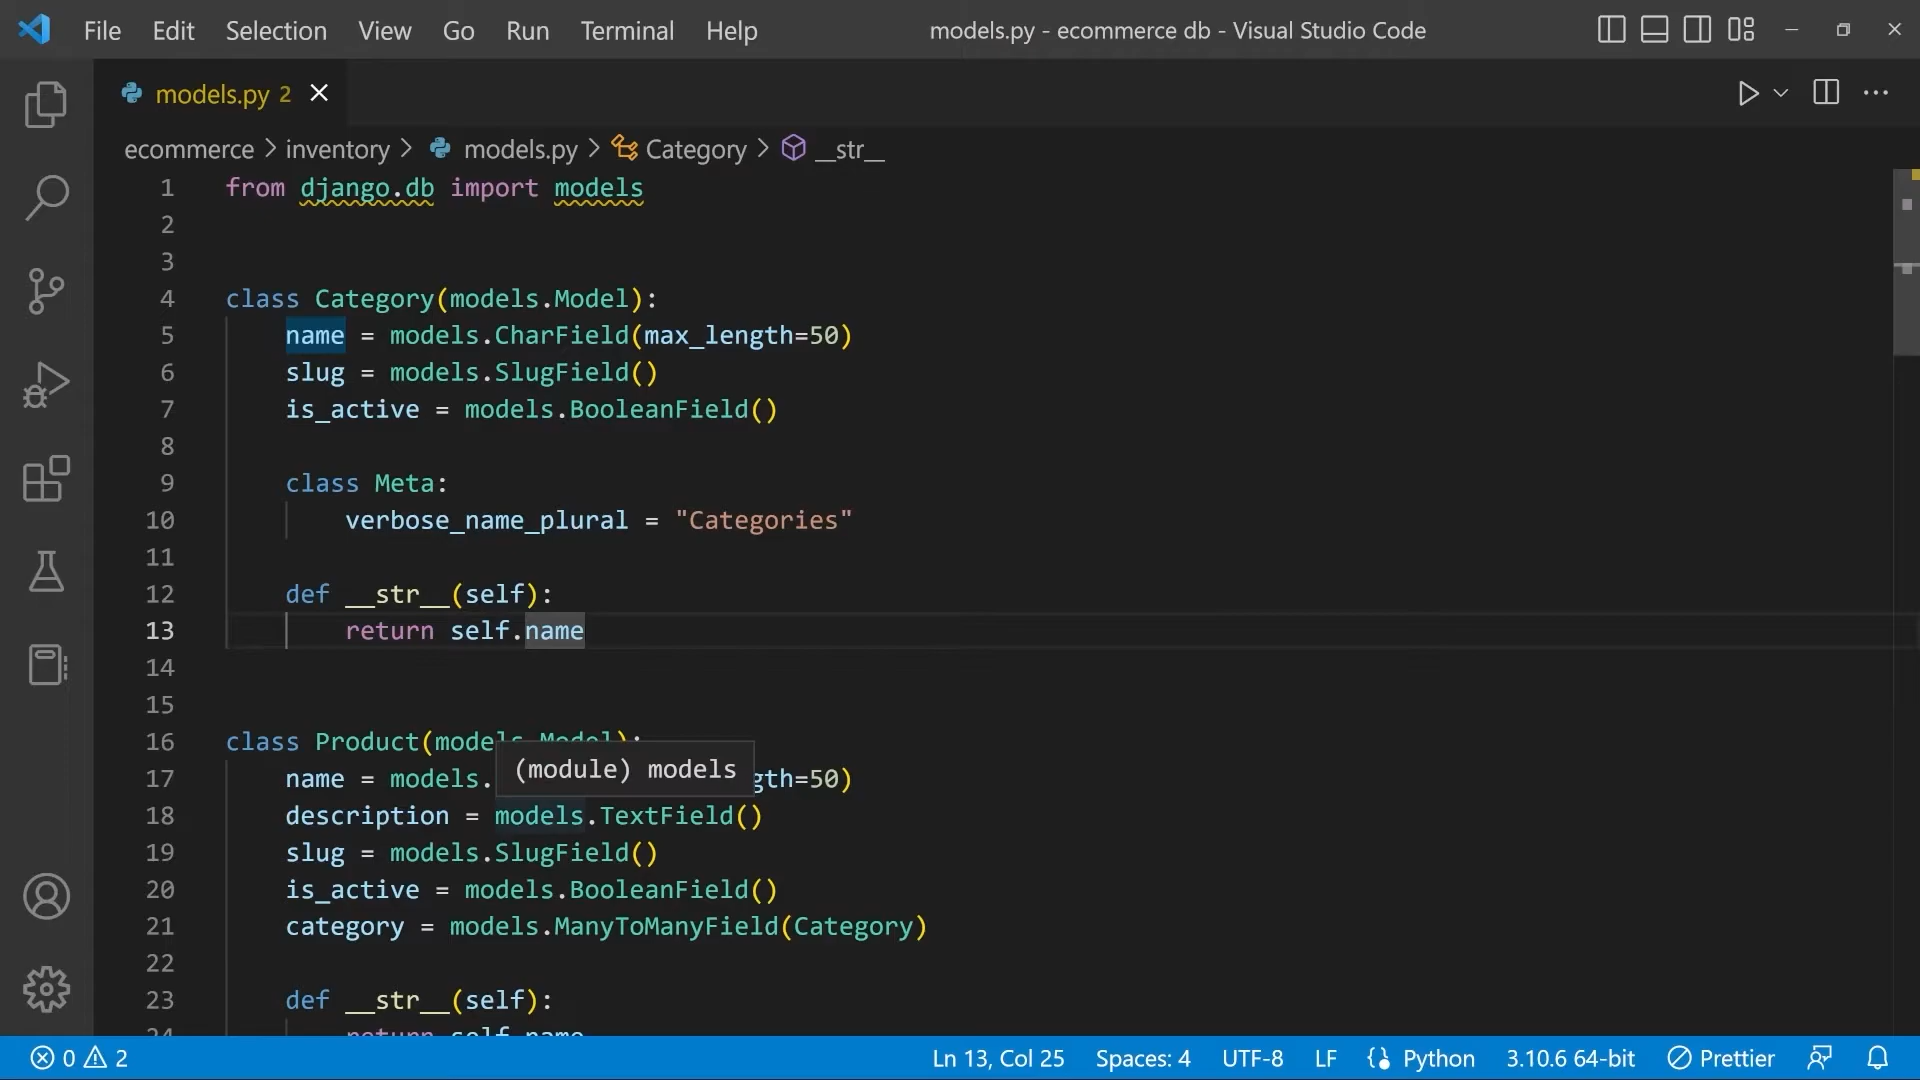 File Edit Selection View Go Run Terminal Help models.py - ecommerce db - Visual Studio Code
models.py 2
ecommerce > inventory > models.py > Category > __str__
1 from django.db import models
2
3
4 class Category(models.Model):
5 name = models.CharField(max_length=50)
6 slug = models.SlugField()
7 is_active = models.BooleanField()
8
9 class Meta:
10 verbose_name_plural = "Categories"
11
12 def __str__(self):
13 return self.name
14
15
16 class Product(models.Model):
(module) models
17 name = models. gth=50)
18 description = models.TextField()
19 slug = models.SlugField()
20 is_active = models.BooleanField()
21 category = models.ManyToManyField(Category)
22
23 def __str__(self):
24 return self.name
0 2 Ln 13, Col 25 Spaces: 4 UTF-8 LF Python 3.10.6 64-bit Prettier